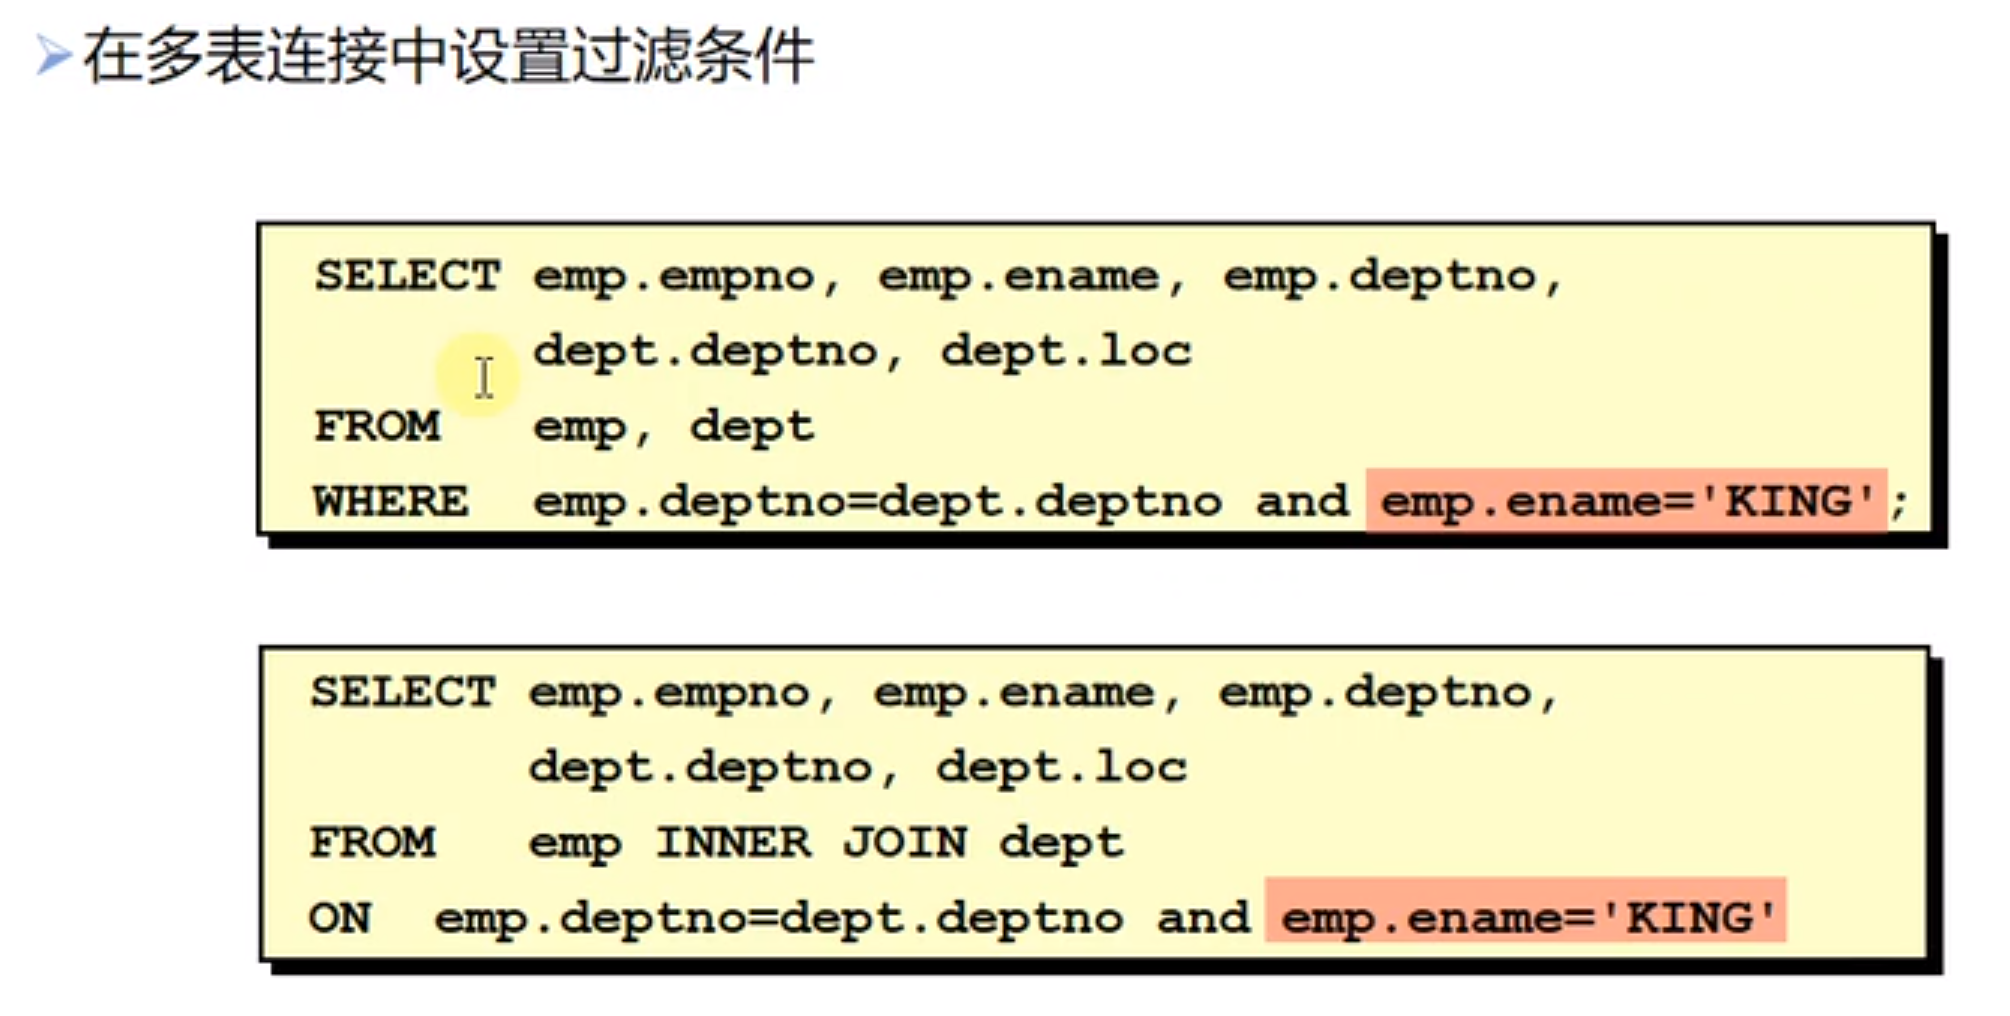 在多表连接中设置过滤条件
SELECT emp.empno, emp.ename, emp.deptno,
dept.deptno, dept.loc
FROM emp, dept
WHERE emp.deptno=dept.deptno and emp.ename='KING';
SELECT emp.empno, emp.ename, emp.deptno,
dept.deptno, dept.loc
FROM emp INNER JOIN dept
ON emp.deptno=dept.deptno and emp.ename='KING'